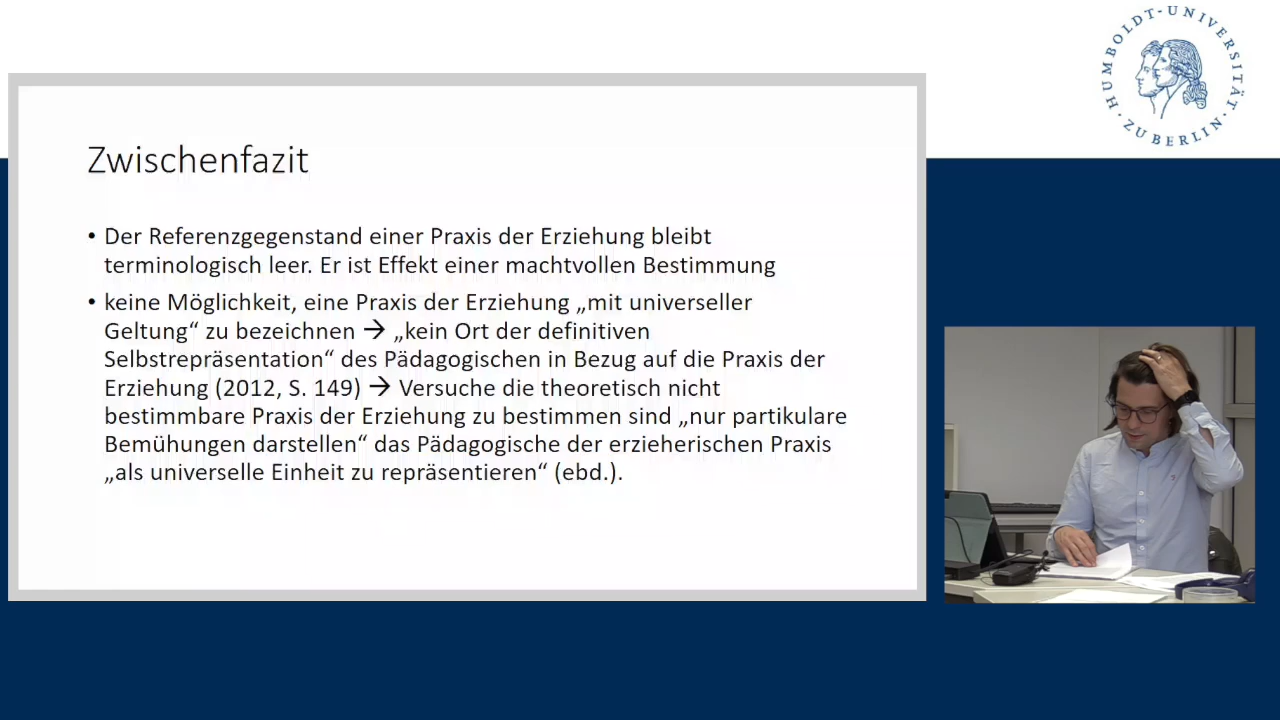 HUMBOLDT-UNIVERSITÄT
· ZU BERLIN ·
Zwischenfazit
• Der Referenzgegenstand einer Praxis der Erziehung bleibt
terminologisch leer. Er ist Effekt einer machtvollen Bestimmung
• keine Möglichkeit, eine Praxis der Erziehung „mit universeller
Geltung“ zu bezeichnen → „kein Ort der definitiven
Selbstrepräsentation“ des Pädagogischen in Bezug auf die Praxis der
Erziehung (2012, S. 149) → Versuche die theoretisch nicht
bestimmbare Praxis der Erziehung zu bestimmen sind „nur partikulare
Bemühungen darstellen“ das Pädagogische der erzieherischen Praxis
„als universelle Einheit zu repräsentieren“ (ebd.).